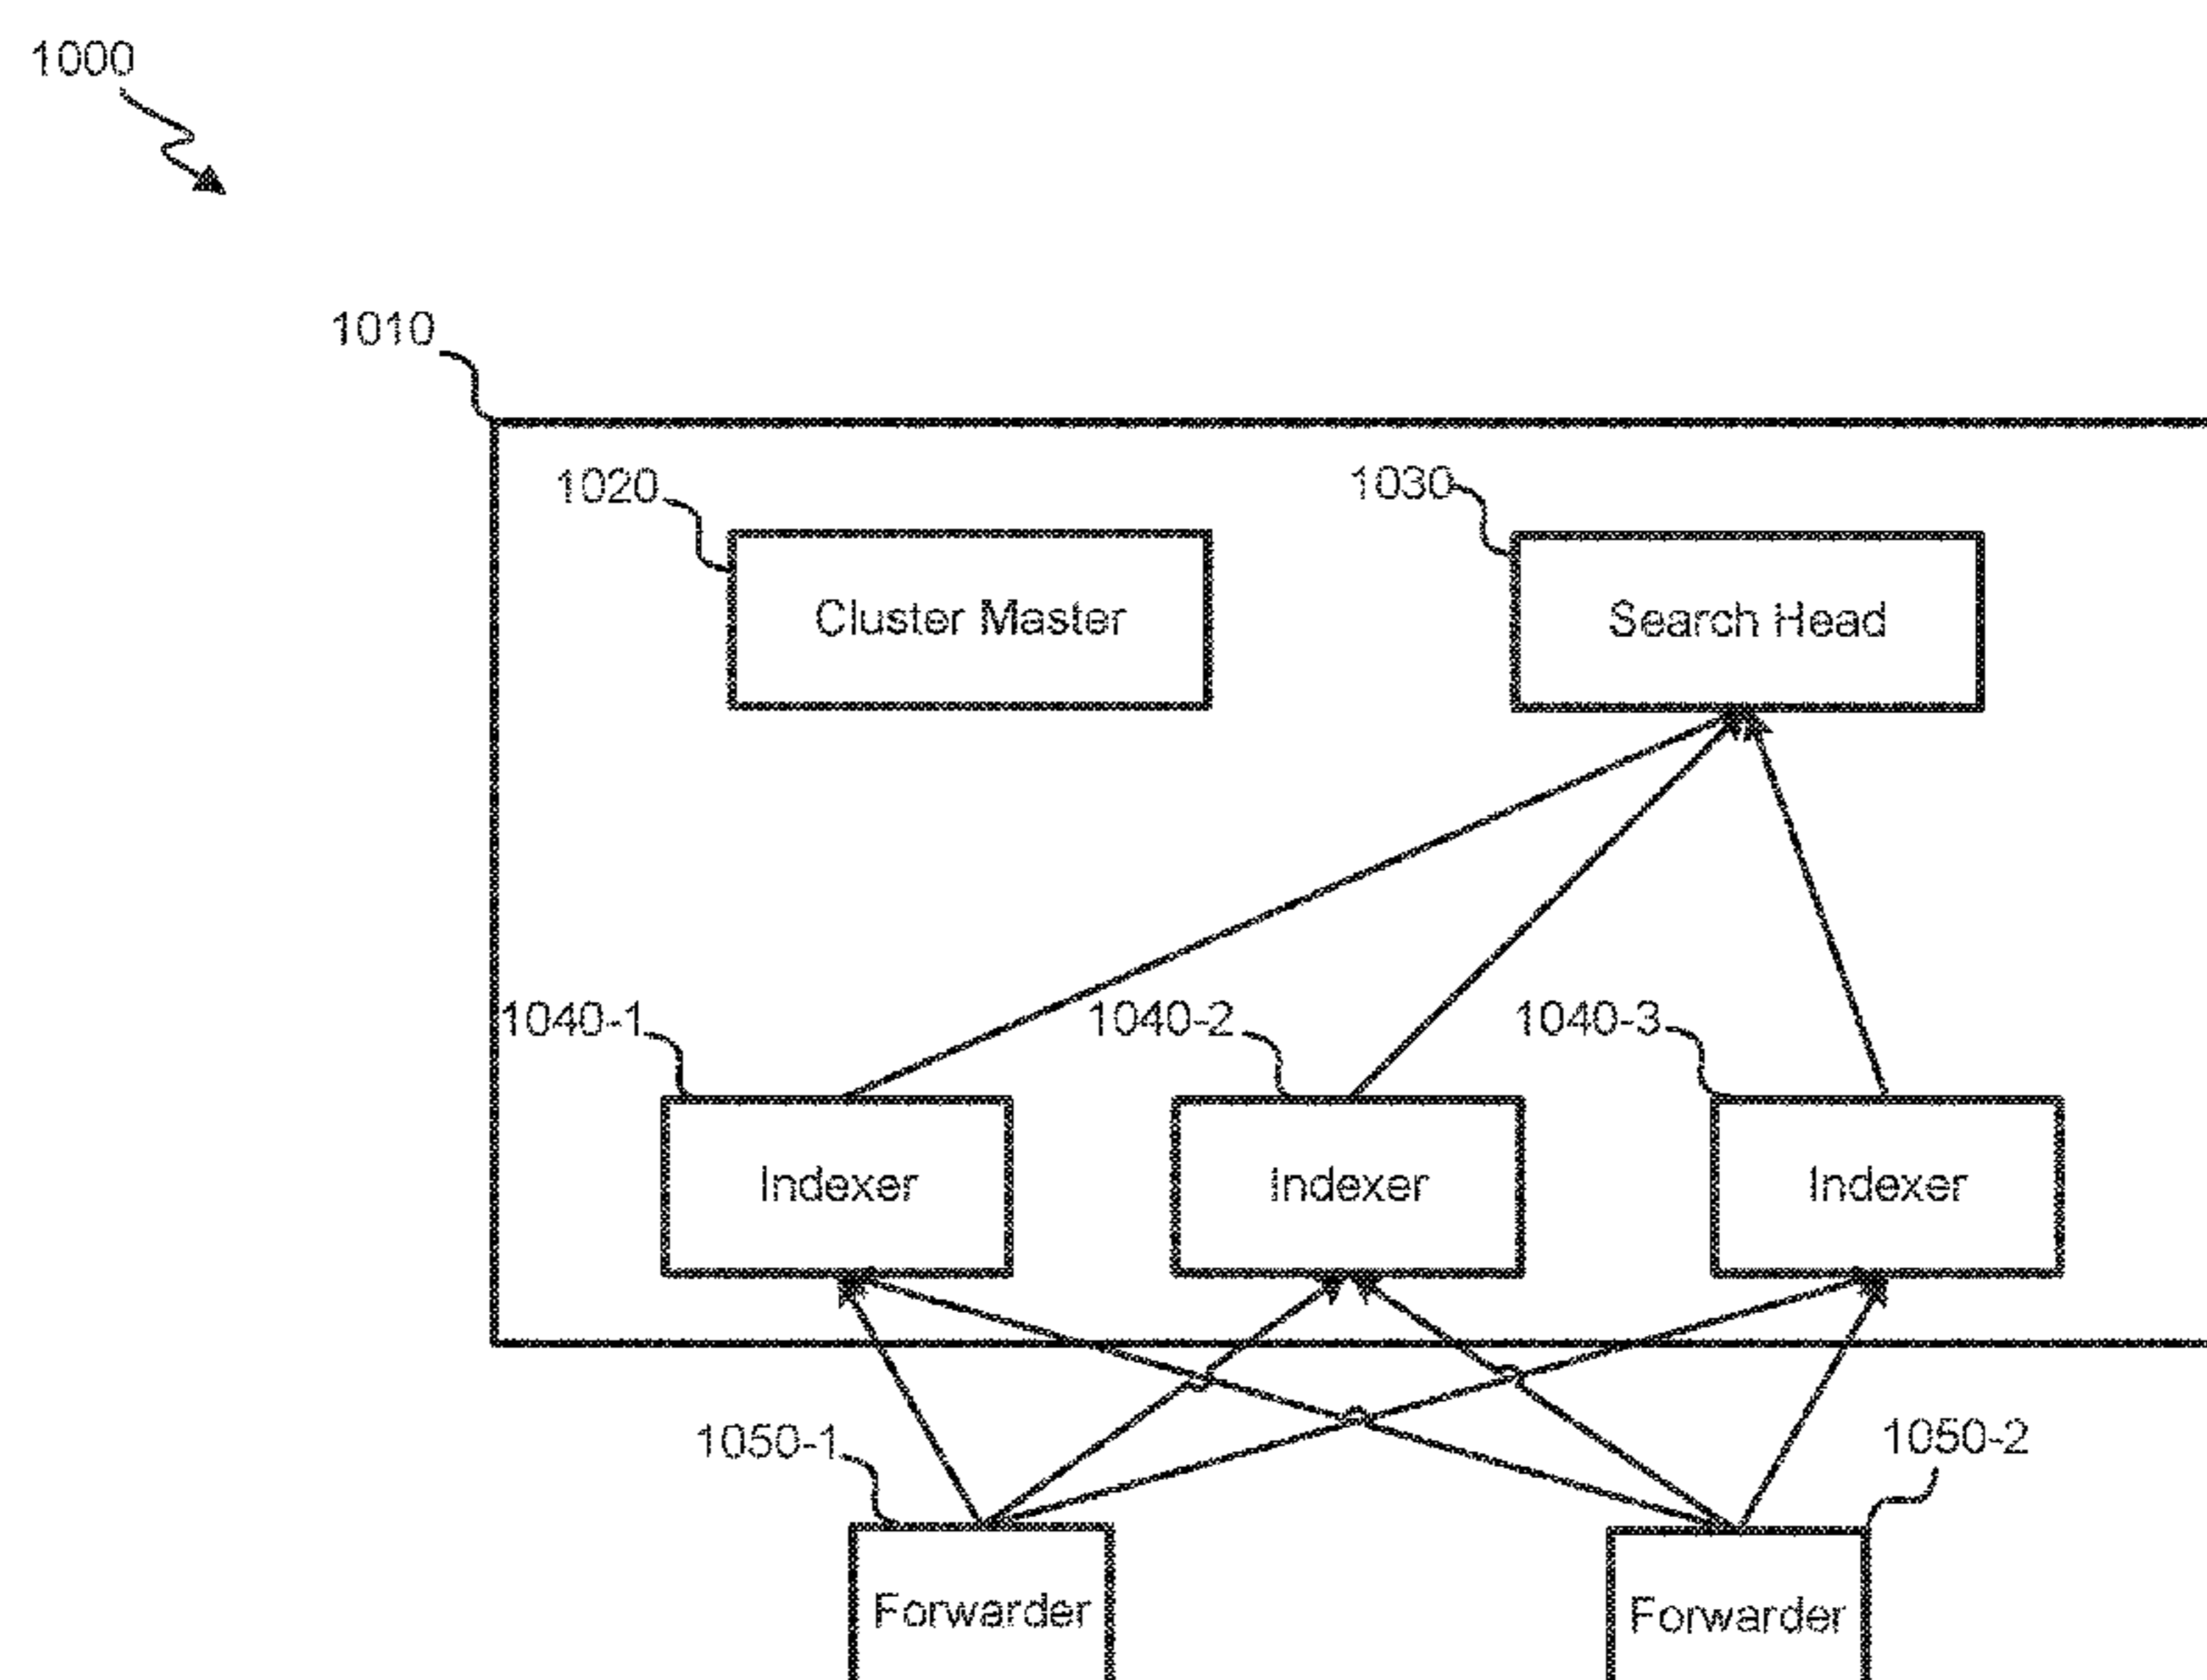 1000
1010
1020
1030
Cluster Master
Search Head
1040-1
1040-2
1040-3
Indexer
Indexer
Indexer
1050-1
1050-2
Forwarder
Forwarder